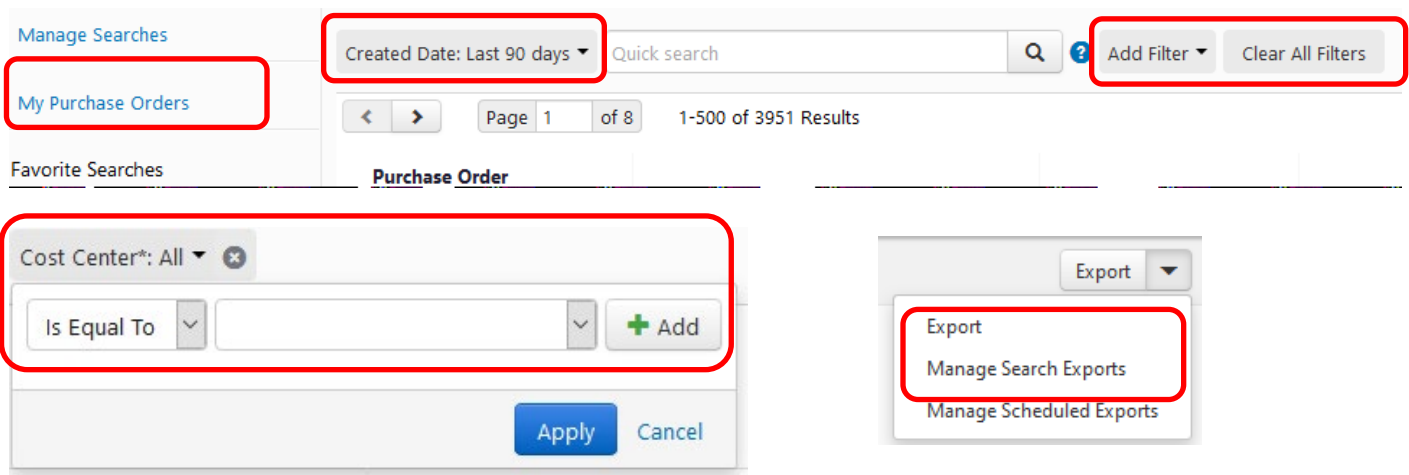 Manage Searches
My Purchase Orders
Favorite Searches
Created Date: Last 90 days Quick search ? Add Filter Clear All Filters
Page 1 of 8 1-500 of 3951 Results
Purchase Order
Cost Center*: All
Is Equal To Add
Apply Cancel
Export
Export
Manage Search Exports
Manage Scheduled Exports